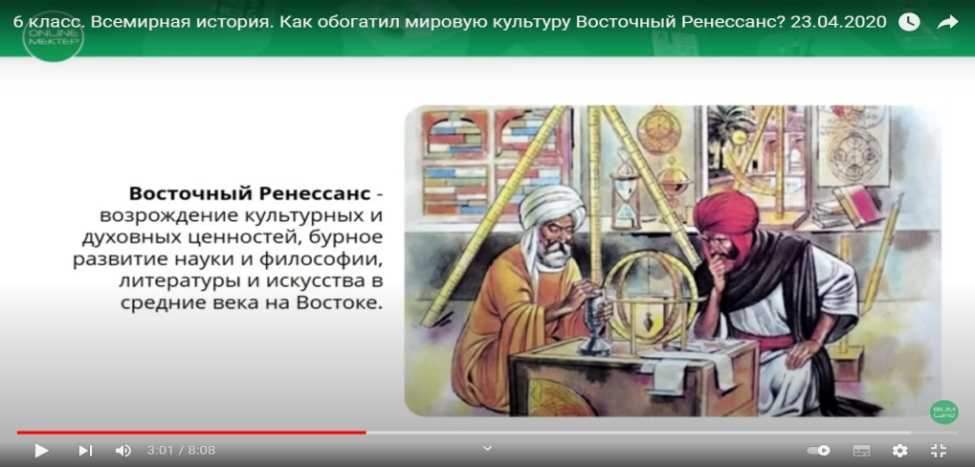 6 класс. Всемирная история. Как обогатил мировую культуру Восточный Ренессанс? 23.04.2020
ONLINE
МЕКТЕР
Восточный Ренессанс -
возрождение культурных и
духовных ценностей, бурное
развитие науки и философии,
литературы и искусства в
средние века на Востоке.
BILIM
Land
3:01 / 8:08